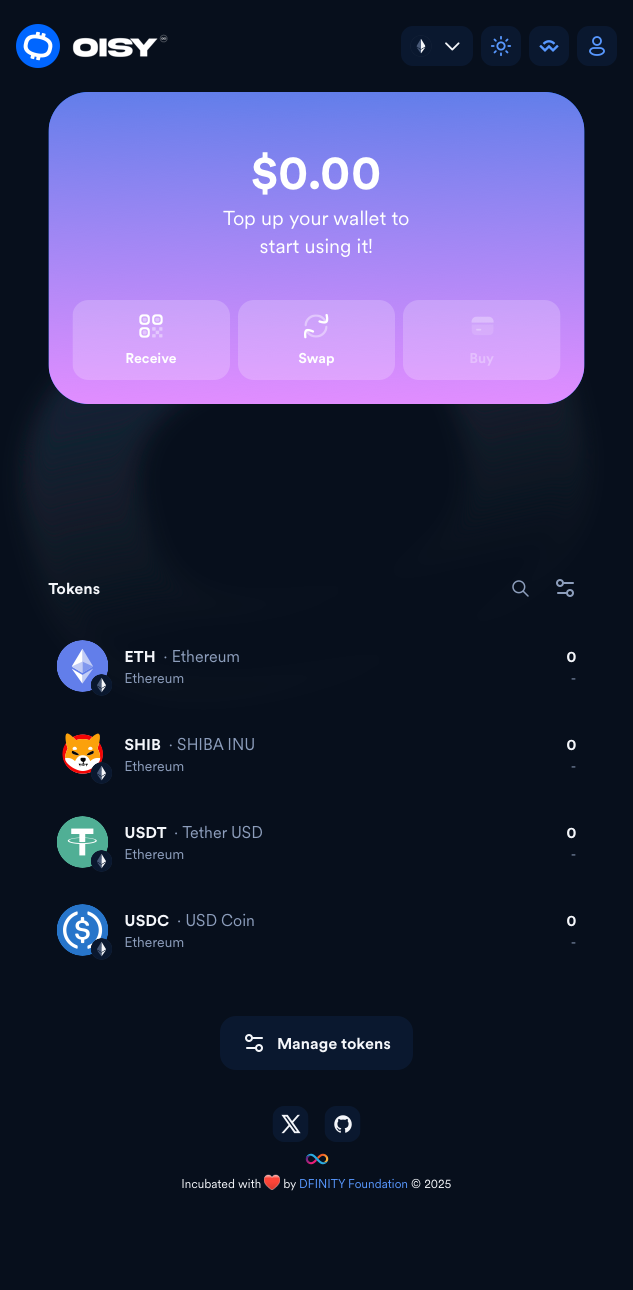 OISY
$0.00
Top up your wallet to
start using it!
Receive
Swap
Buy
Tokens
ETH · Ethereum
0
Ethereum
-
SHIB · SHIBA INU
0
Ethereum
-
USDT · Tether USD
0
Ethereum
-
USDC · USD Coin
0
Ethereum
-
Manage tokens
Incubated with ❤️ by DFINITY Foundation © 2025